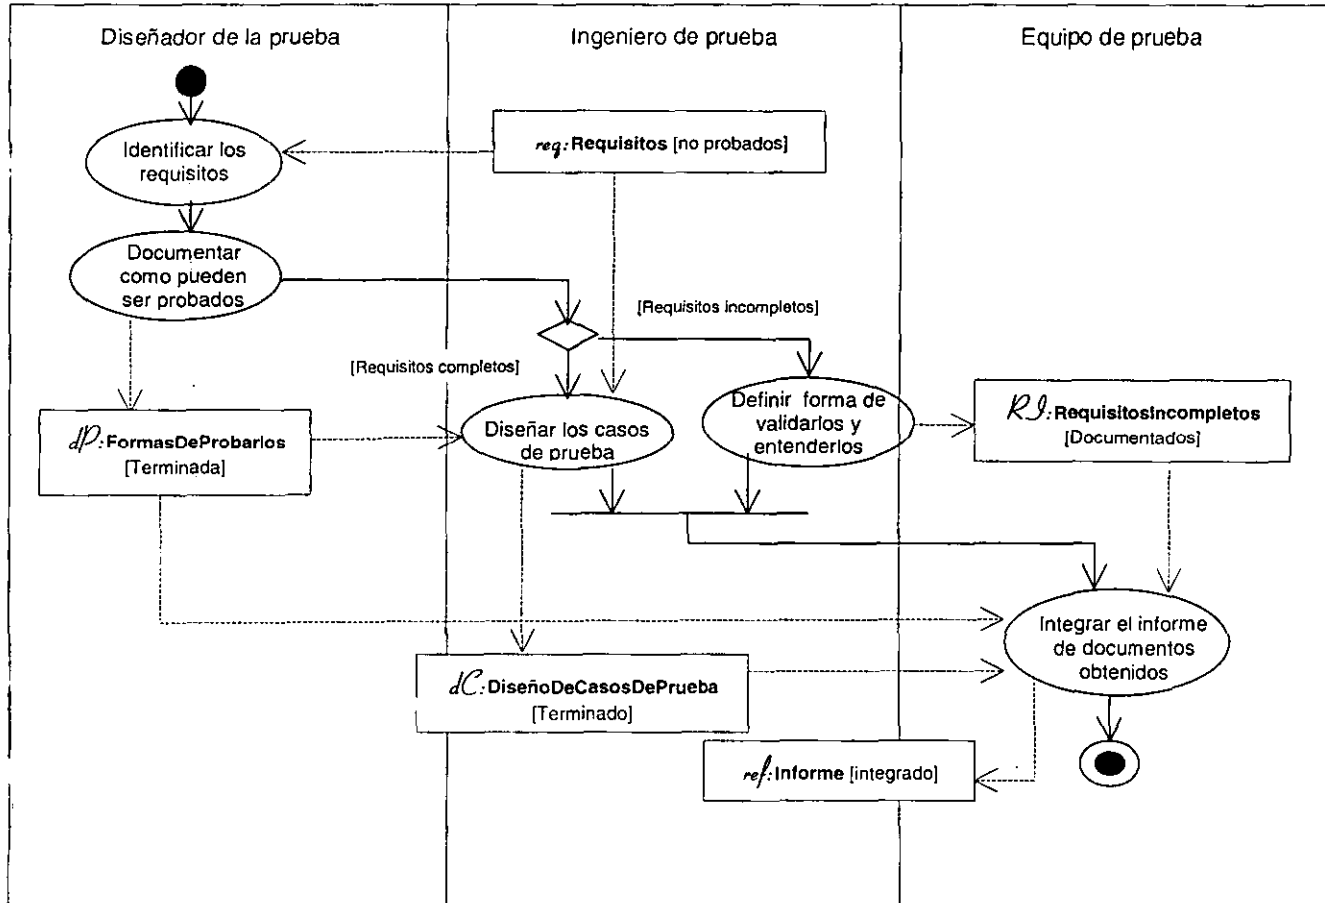 Diseñador de la prueba
Ingeniero de prueba
Equipo de prueba
Identificar los
requisitos
req:Requisitos [no probados]
Documentar
como pueden
ser probados
[Requisitos incompletos]
[Requisitos completos]
dP:FormasDeProbarlos
[Terminada]
Diseñar los casos
de prueba
Definir forma de
validarlos y
entenderlos
RI:RequisitosIncompletos
[Documentados]
Integrar el informe
de documentos
obtenidos
dC:DiseñoDeCasosDePrueba
[Terminado]
ref:Informe [integrado]